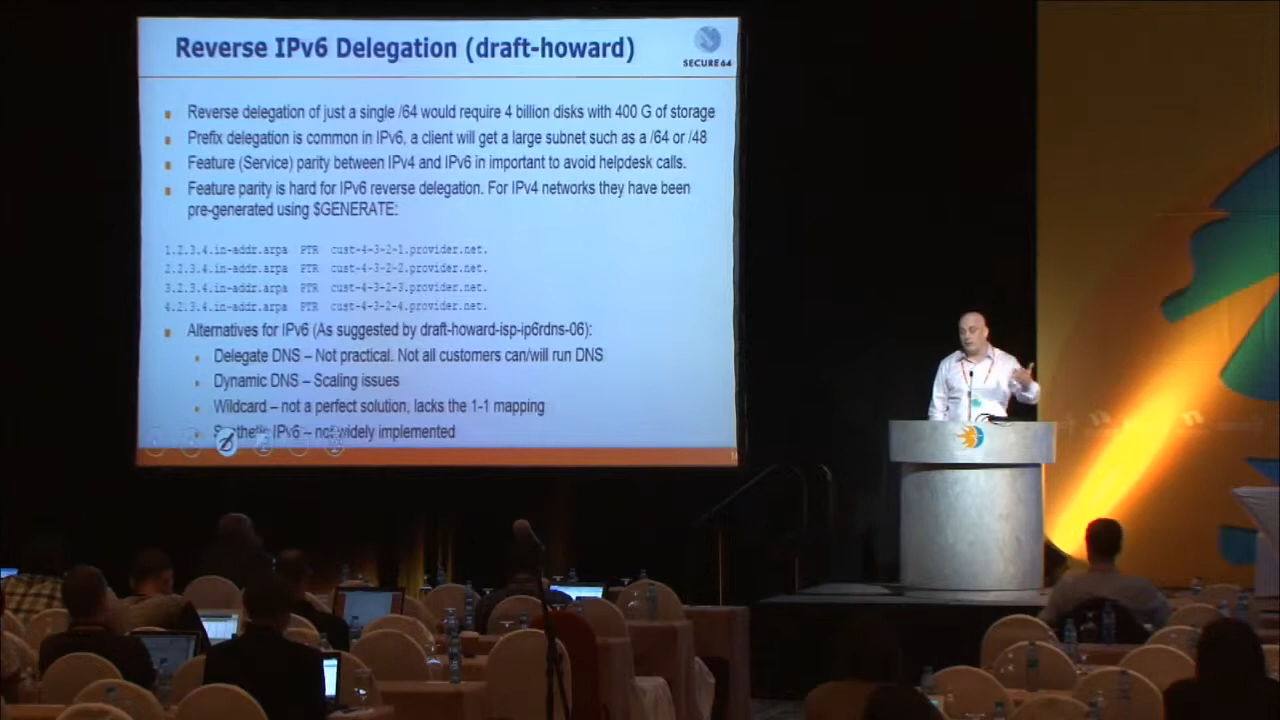 Reverse IPv6 Delegation (draft-howard)
SECURE64
Reverse delegation of just a single /64 would require 4 billion disks with 400 G of storage
Prefix delegation is common in IPv6, a client will get a large subnet such as a /64 or /48
Feature (Service) parity between IPv4 and IPv6 in important to avoid helpdesk calls.
Feature parity is hard for IPv6 reverse delegation. For IPv4 networks they have been
pre-generated using $GENERATE:
1.2.3.4.in-addr.arpa PTR cust-4-3-2-1.provider.net.
2.2.3.4.in-addr.arpa PTR cust-4-3-2-2.provider.net.
3.2.3.4.in-addr.arpa PTR cust-4-3-2-3.provider.net.
4.2.3.4.in-addr.arpa PTR cust-4-3-2-4.provider.net.
Alternatives for IPv6 (As suggested by draft-howard-isp-ip6rdns-06):
Delegate DNS – Not practical. Not all customers can/will run DNS
Dynamic DNS – Scaling issues
Wildcard – not a perfect solution, lacks the 1-1 mapping
Synthetic IPv6 – not widely implemented